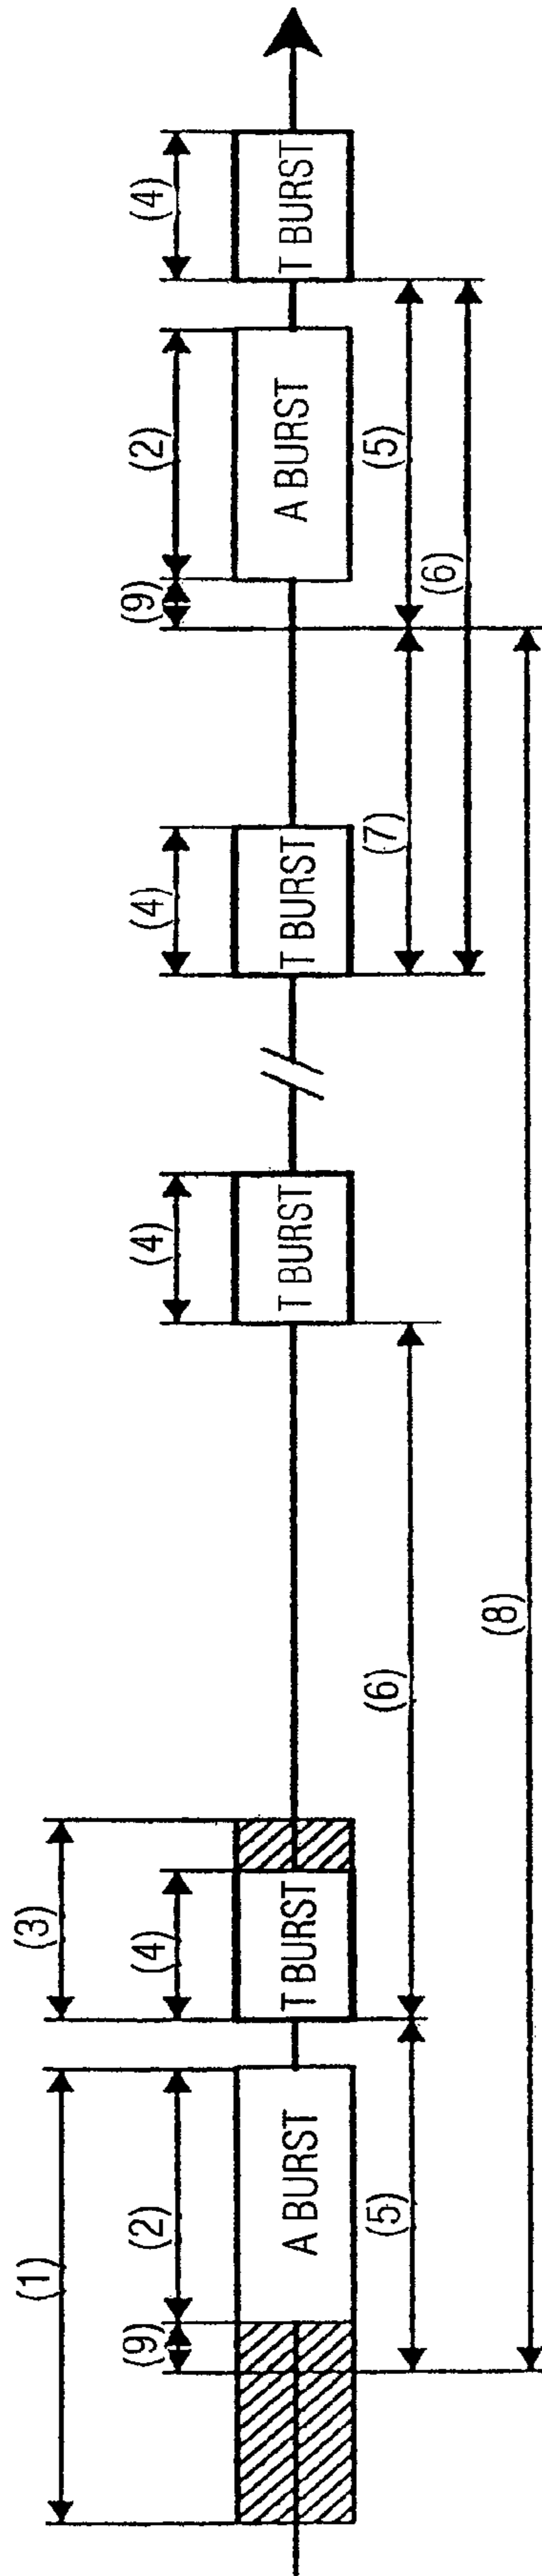 (1) (3)
(9) (2) (4) (4) (4) (9) (2) (4)
A BURST T BURST T BURST T BURST A BURST T BURST
(5) (6) (7) (5)
(6)
(8)